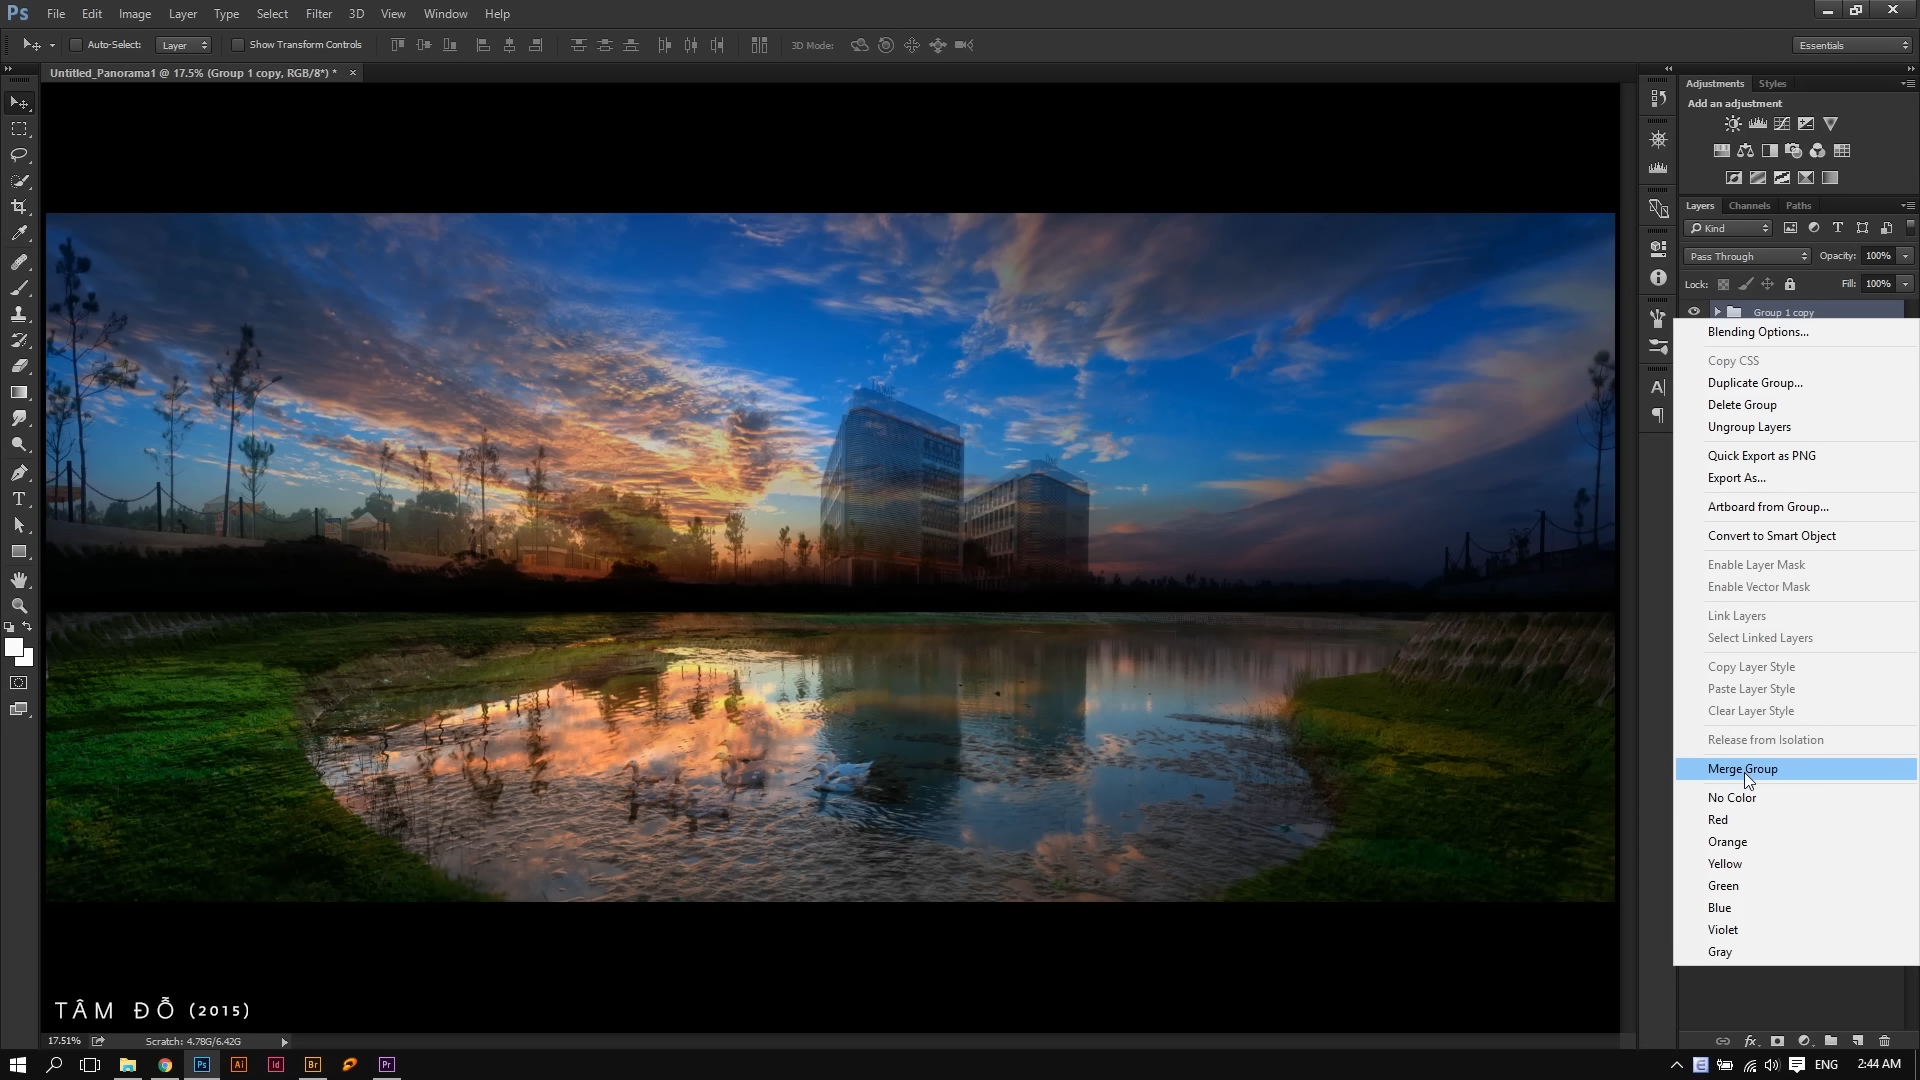 Ps File Edit Image Layer Type Select Filter 3D View Window Help
Auto-Select: Layer Show Transform Controls 3D Mode: Essentials
Untitled_Panorama1 @ 17.5% (Group 1 copy, RGB/8*) * ×
Adjustments Styles
Add an adjustment
Layers Channels Paths
Kind
Pass Through Opacity: 100%
Lock: Fill: 100%
Group 1 copy
Blending Options...
Copy CSS
Duplicate Group...
Delete Group
Ungroup Layers
Quick Export as PNG
Export As...
Artboard from Group...
Convert to Smart Object
Enable Layer Mask
Enable Vector Mask
Link Layers
Select Linked Layers
Copy Layer Style
Paste Layer Style
Clear Layer Style
Release from Isolation
Merge Group
No Color
Red
Orange
Yellow
Green
Blue
Violet
Gray
TÂM ĐỖ (2015)
17.51% Scratch: 4.78G/6.42G
fx
Ps Ai Id Br Pr ENG 2:44 AM